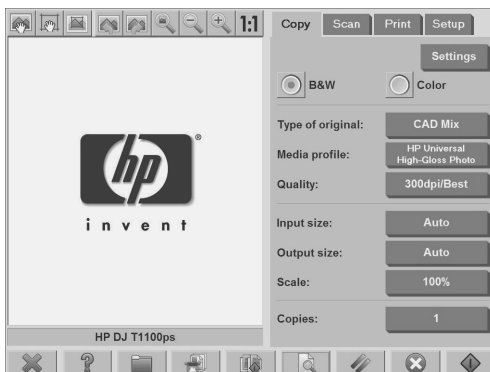 1:1
Copy Scan Print Setup
Settings
B&W Color
Type of original: CAD Mix
Media profile: HP Universal
High-Gloss Photo
Quality: 300dpi/Best
Input size: Auto
Output size: Auto
Scale: 100%
Copies: 1
hp
®
invent
HP DJ T1100ps
?